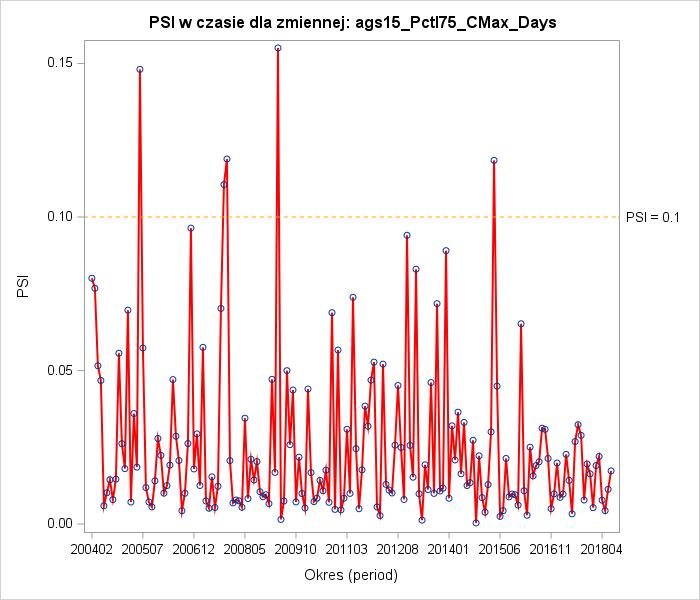 PSI w czasie dla zmiennej: ags15_Pctl75_CMax_Days
0.15
0.10
0.05
0.00
PSI
PSI = 0.1
200402 200507 200612 200805 200910 201103 201208 201401 201506 201611 201804
Okres (period)